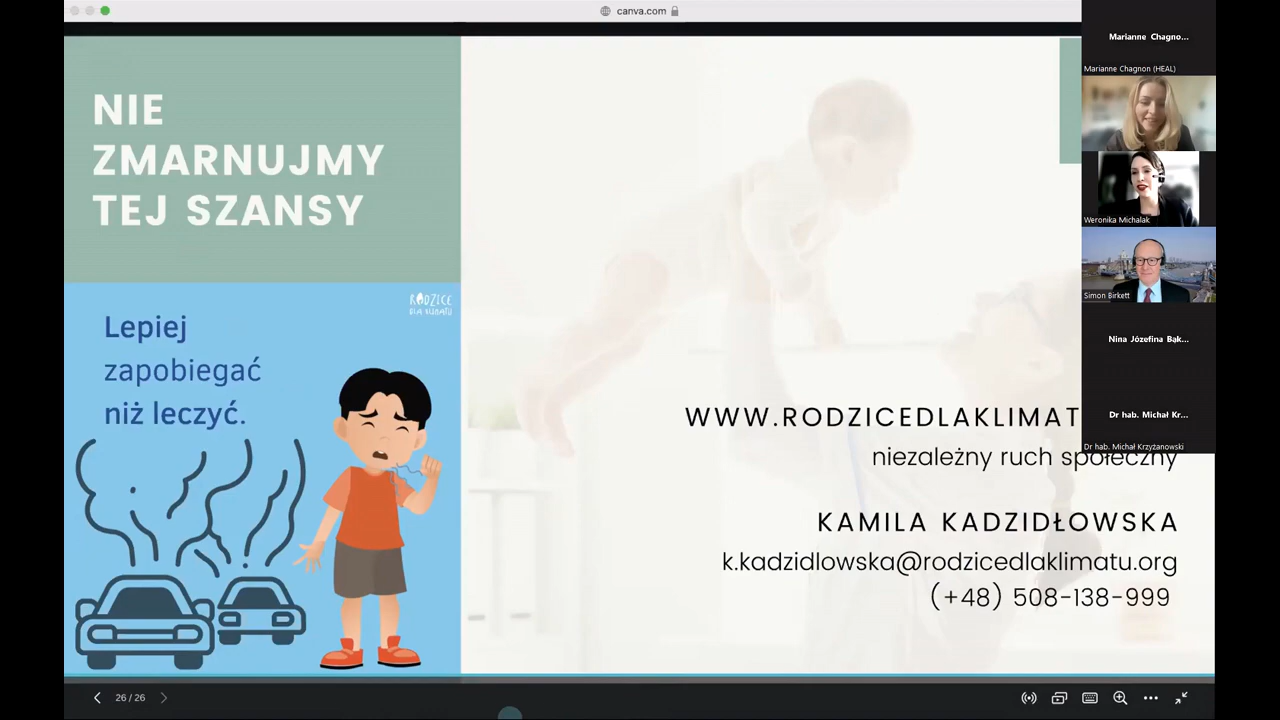 canva.com
NIE
ZMARNUJMY
TEJ SZANSY
RODZICE
DLA KLIMATU
Lepiej
zapobiegać
niż leczyć.
WWW.RODZICEDLAKLIMAT
niezależny ruch społeczny
KAMILA KADZIDŁOWSKA
k.kadzidlowska@rodzicedlaklimatu.org
(+48) 508-138-999
Marianne Chagno...
Marianne Chagnon (HEAL)
Weronika Michalak
Simon Birkett
Nina Józefina Bąk...
Dr hab. Michał Kr...
Dr hab. Michał Krzyżanowski
26 / 26